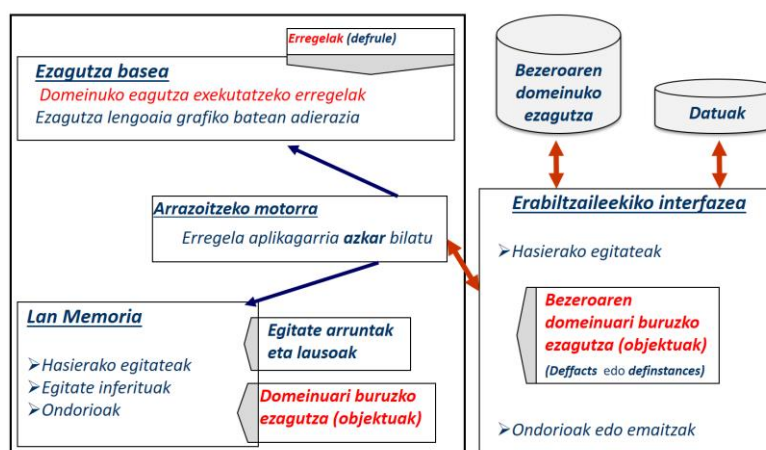 Erregelak (defrule)
Ezagutza basea
Domeinuko eagutza exekutatzeko erregelak
Ezagutza lengoaia grafiko batean adierazia
Arrazoitzeko motorra
Erregela aplikagarria azkar bilatu
Lan Memoria
➢Hasierako egitateak
➢Egitate inferituak
➢Ondorioak
Egitate arruntak
eta lausoak
Domeinuari buruzko
ezagutza (objektuak)
Bezeroaren
domeinuko
ezagutza
Datuak
Erabiltzaileekiko interfazea
➢Hasierako egitateak
Bezeroaren
domeinuari buruzko
ezagutza (objektuak)
(Deffacts edo definstances)
➢Ondorioak edo emaitzak